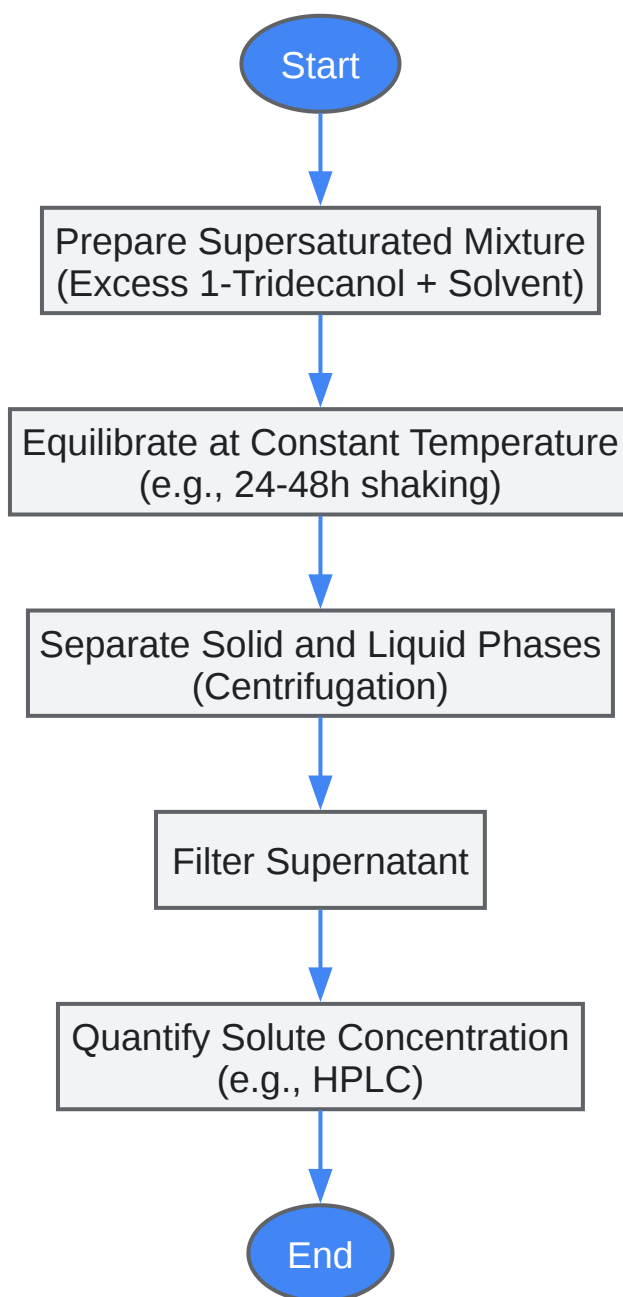 Start
Prepare Supersaturated Mixture
(Excess 1-Tridecanol + Solvent)
Equilibrate at Constant Temperature
(e.g., 24-48h shaking)
Separate Solid and Liquid Phases
(Centrifugation)
Filter Supernatant
Quantify Solute Concentration
(e.g., HPLC)
End